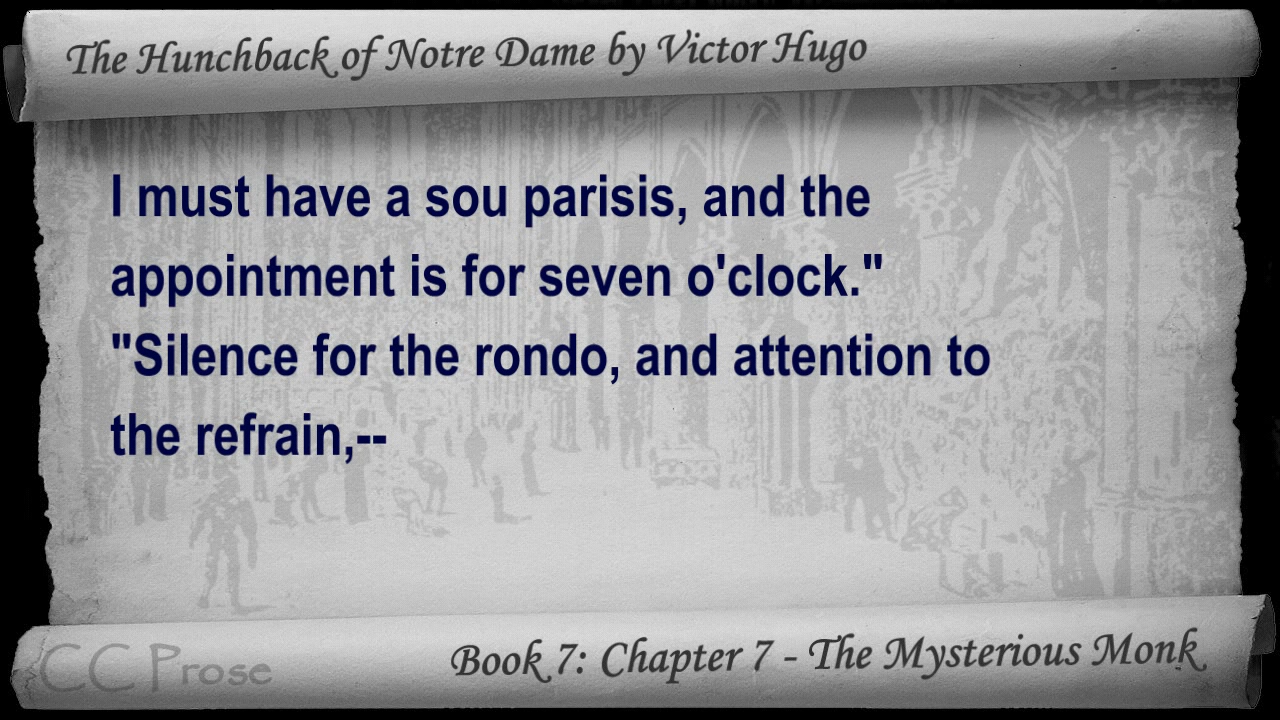 The Hunchback of Notre Dame by Victor Hugo
I must have a sou parisis, and the
appointment is for seven o'clock."
"Silence for the rondo, and attention to
the refrain,--
CC Prose
Book 7: Chapter 7 - The Mysterious Monk